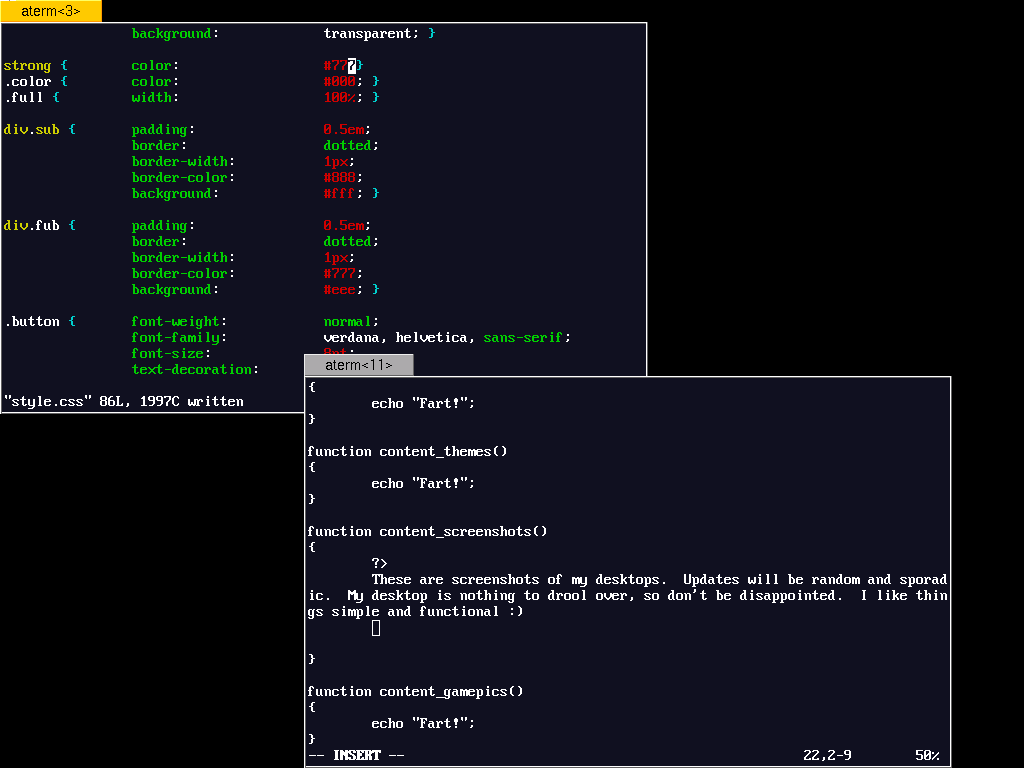 aterm<3>
background: transparent; }
strong { color: #77? }
.color { color: #000; }
.full { width: 100%; }
div.sub { padding: 0.5em;
border: dotted;
border-width: 1px;
border-color: #888;
background: #fff; }
div.fub { padding: 0.5em;
border: dotted;
border-width: 1px;
border-color: #777;
background: #eee; }
.button { font-weight: normal;
font-family: verdana, helvetica, sans-serif;
font-size:
text-decoration:
"style.css" 86L, 1997C written
aterm<11>
{
echo "Fart!";
}
function content_themes()
{
echo "Fart!";
}
function content_screenshots()
{
?>
These are screenshots of my desktops.  Updates will be random and sporad
ic.  My desktop is nothing to drool over, so don't be disappointed.  I like thin
gs simple and functional :)
}
function content_gamepics()
{
echo "Fart!";
}
-- INSERT -- 22,2-9 50%